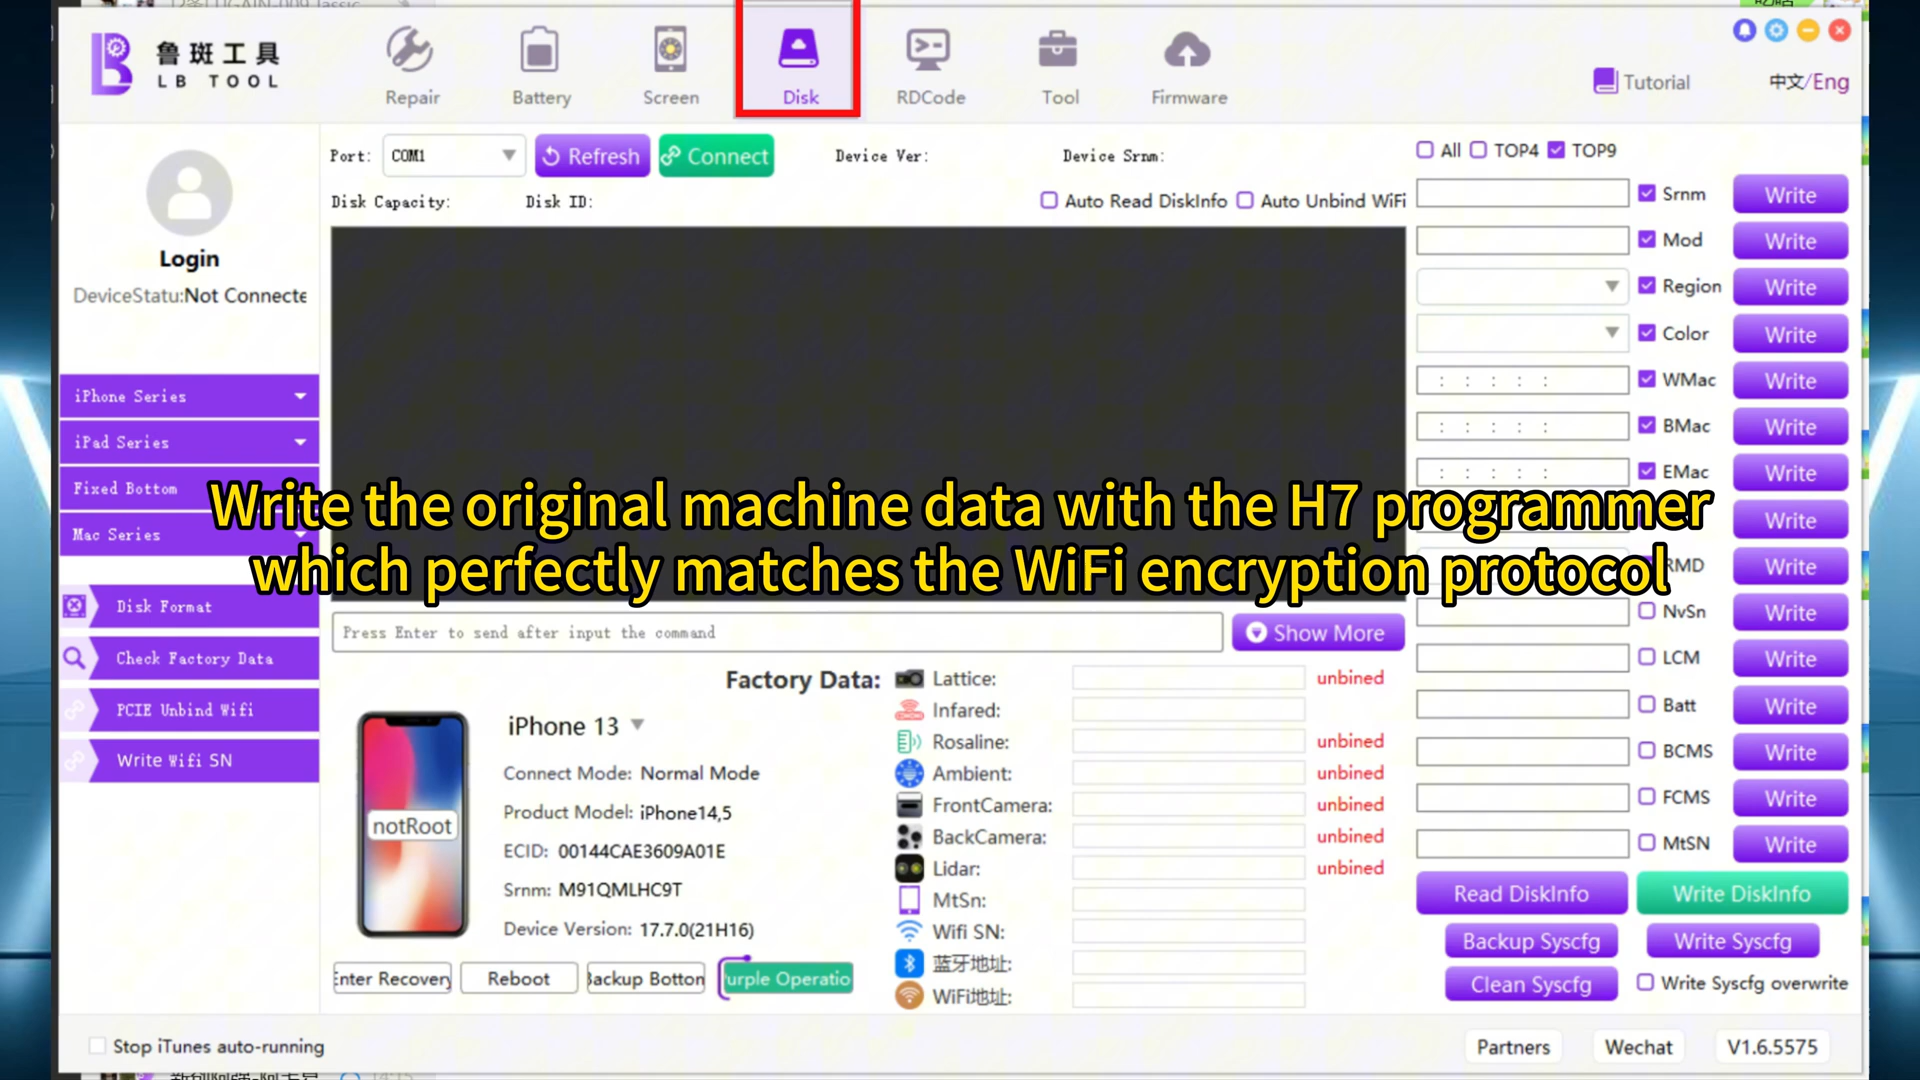 鲁斑工具
LB TOOL
Repair
Battery
Screen
Disk
RDCode
Tool
Firmware
Tutorial
中文/Eng
Login
DeviceStatu:Not Connecte
iPhone Series
iPad Series
Fixed Bottom
Mac Series
Disk Format
Check Factory Data
PCIE Unbind Wifi
Write Wifi SN
Port: COM1 Refresh Connect Device Ver: Device Srnm:
Disk Capacity: Disk ID: Auto Read DiskInfo Auto Unbind WiFi
All TOP4 TOP9
Srnm Write
Mod Write
Region Write
Color Write
: : : : : WMac Write
: : : : : BMac Write
: : : : : EMac Write
Write
RMD Write
NvSn Write
LCM Write
Batt Write
BCMS Write
FCMS Write
MtSN Write
Write the original machine data with the H7 programmer
which perfectly matches the WiFi encryption protocol
Press Enter to send after input the command
Show More
Factory Data:
iPhone 13
notRoot
Connect Mode: Normal Mode
Product Model: iPhone14,5
ECID: 00144CAE3609A01E
Srnm: M91QMLHC9T
Device Version: 17.7.0(21H16)
Enter Recovery
Reboot
Backup Botton
urple Operatio
Lattice: unbined
Infared:
Rosaline: unbined
Ambient: unbined
FrontCamera: unbined
BackCamera: unbined
Lidar: unbined
MtSn:
Wifi SN:
蓝牙地址:
WiFi地址:
Read DiskInfo
Write DiskInfo
Backup Syscfg
Write Syscfg
Clean Syscfg
Write Syscfg overwrite
Stop iTunes auto-running
Partners
Wechat
V1.6.5575
14:15